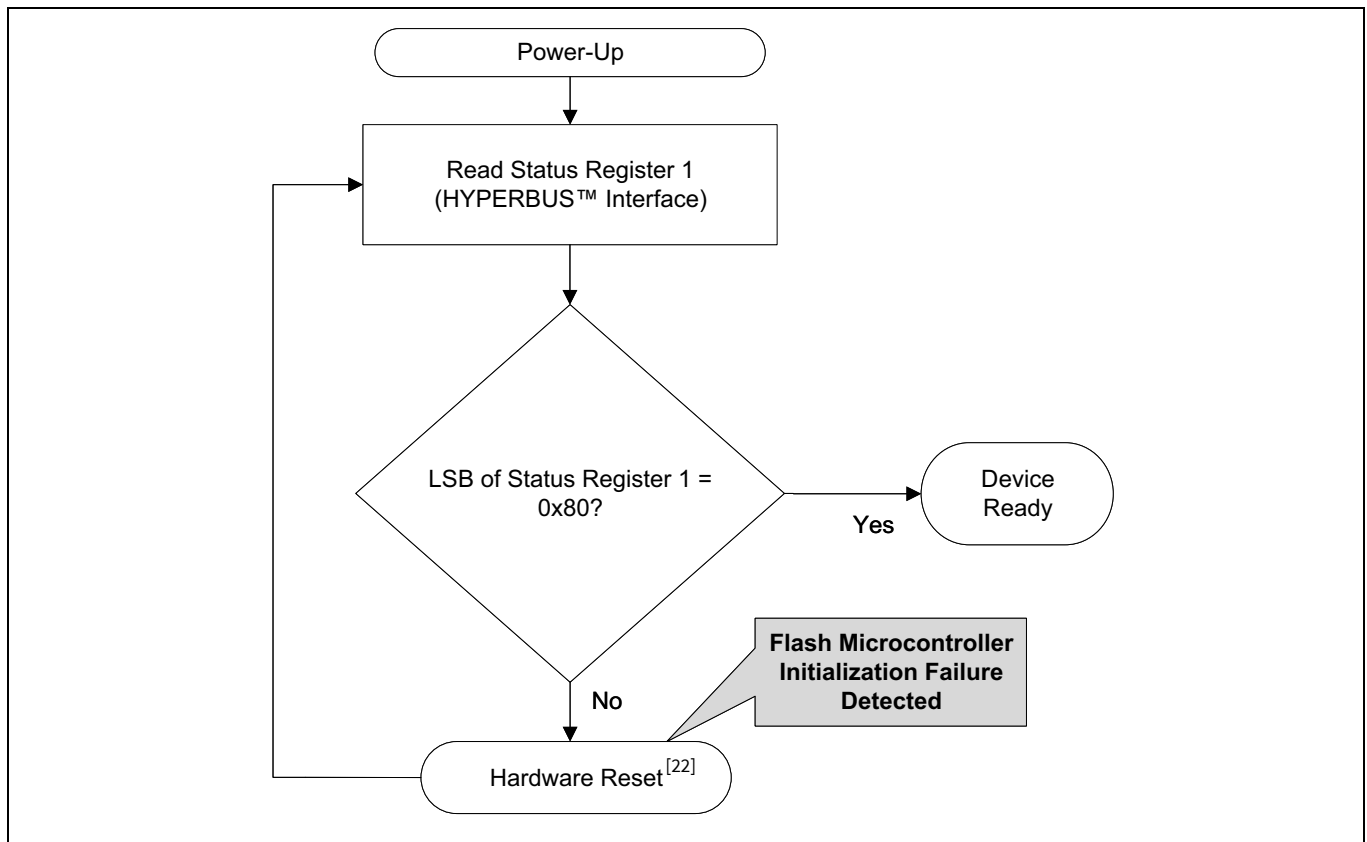 Power-Up
Read Status Register 1
(HYPERBUS™ Interface)
LSB of Status Register 1 =
0x80?
Yes
Device
Ready
Flash Microcontroller
Initialization Failure
Detected
No
Hardware Reset[22]